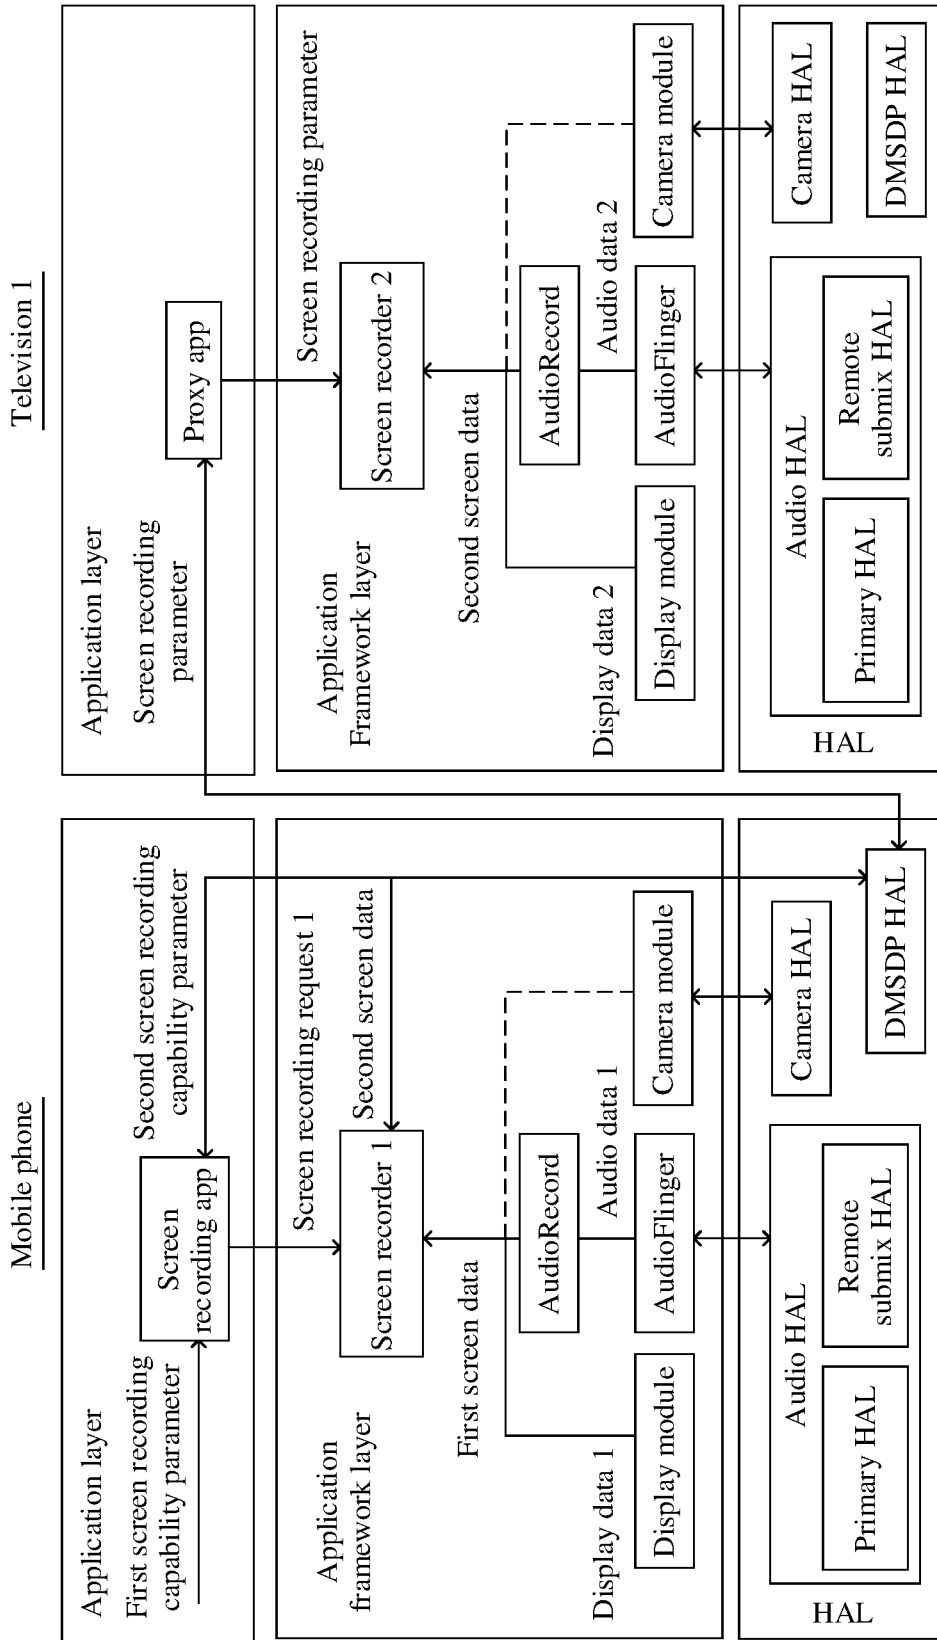 Mobile phone
Application layer
First screen recording
capability parameter
Screen
recording app
Second screen recording
capability parameter
Screen recording request 1
Application
framework layer
Screen recorder 1
Second screen data
First screen data
AudioRecord
Display data 1
Audio data 1
Display module
AudioFlinger
Camera module
HAL
Audio HAL
Primary HAL
Remote
submix HAL
Camera HAL
DMSDP HAL
Television 1
Application layer
Screen recording
parameter
Proxy app
Screen recording parameter
Application
Framework layer
Screen recorder 2
Second screen data
AudioRecord
Display data 2
Audio data 2
Display module
AudioFlinger
Camera module
HAL
Audio HAL
Primary HAL
Remote
submix HAL
Camera HAL
DMSDP HAL